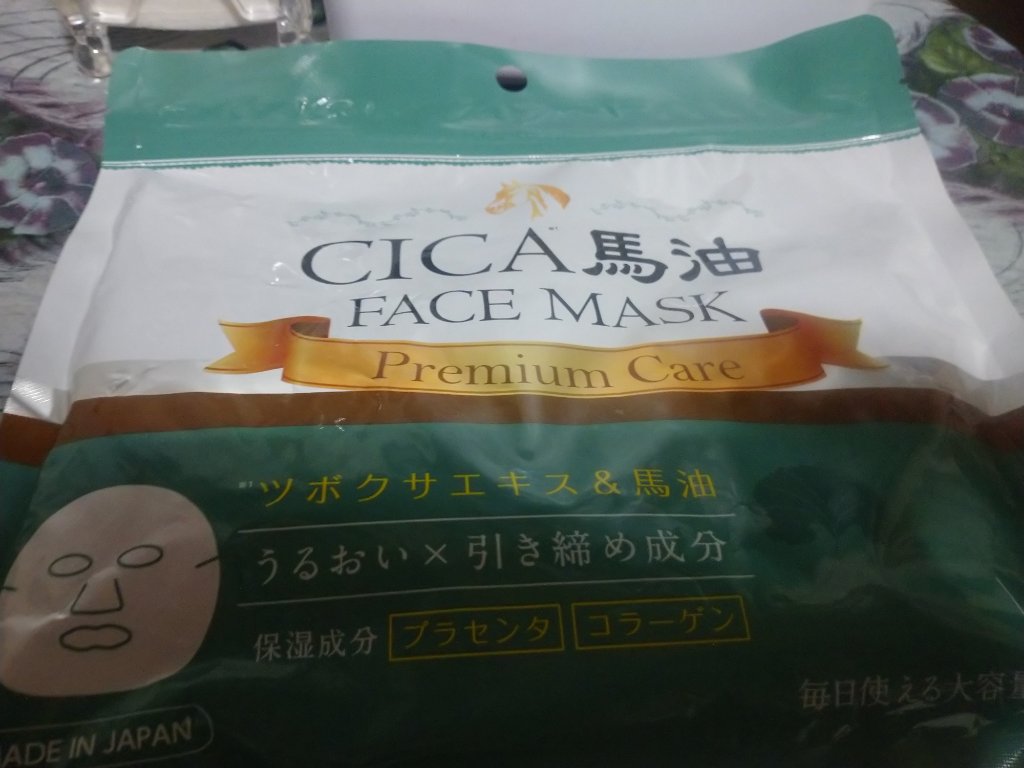 CICA馬油
FACE MASK
Premium Care
ツボクサエキス&馬油
うるおい×引き締め成分
保湿成分 プラセンタ コラーゲン
毎日使える大容量
MADE IN JAPAN